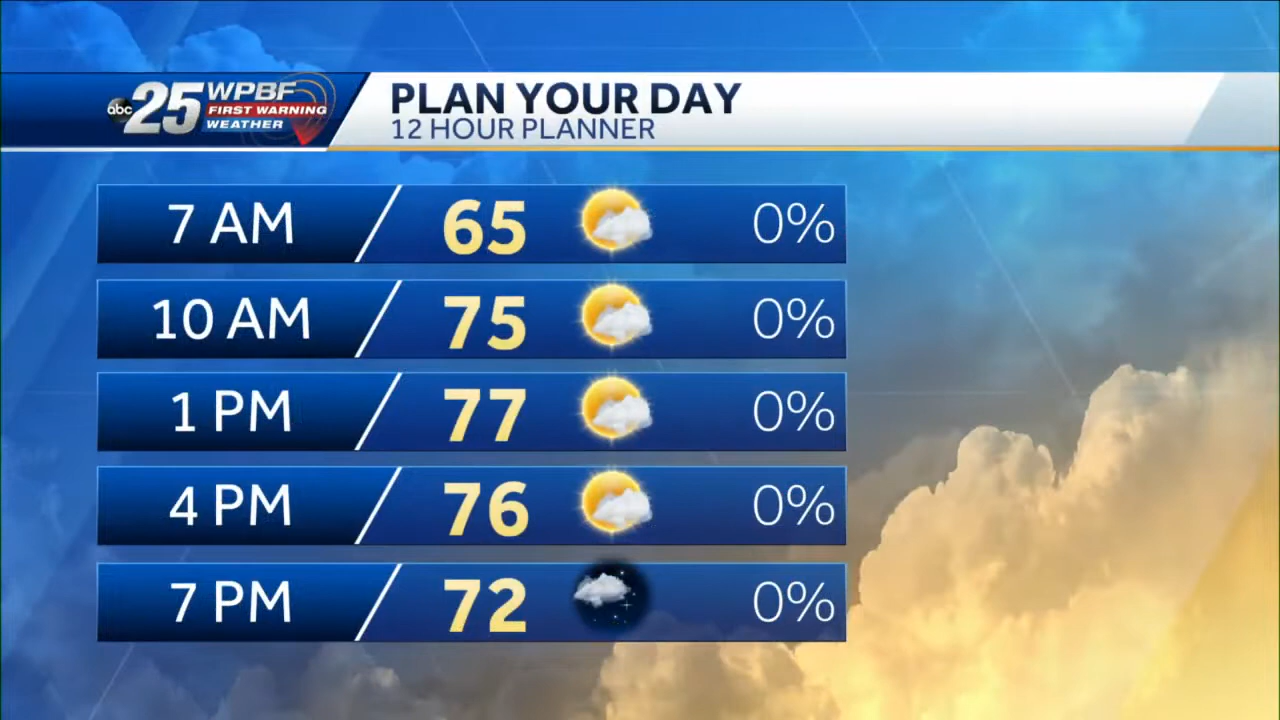 abc 25 WPBF
FIRST WARNING
WEATHER
PLAN YOUR DAY
12 HOUR PLANNER
7 AM 65 0%
10 AM 75 0%
1 PM 77 0%
4 PM 76 0%
7 PM 72 0%